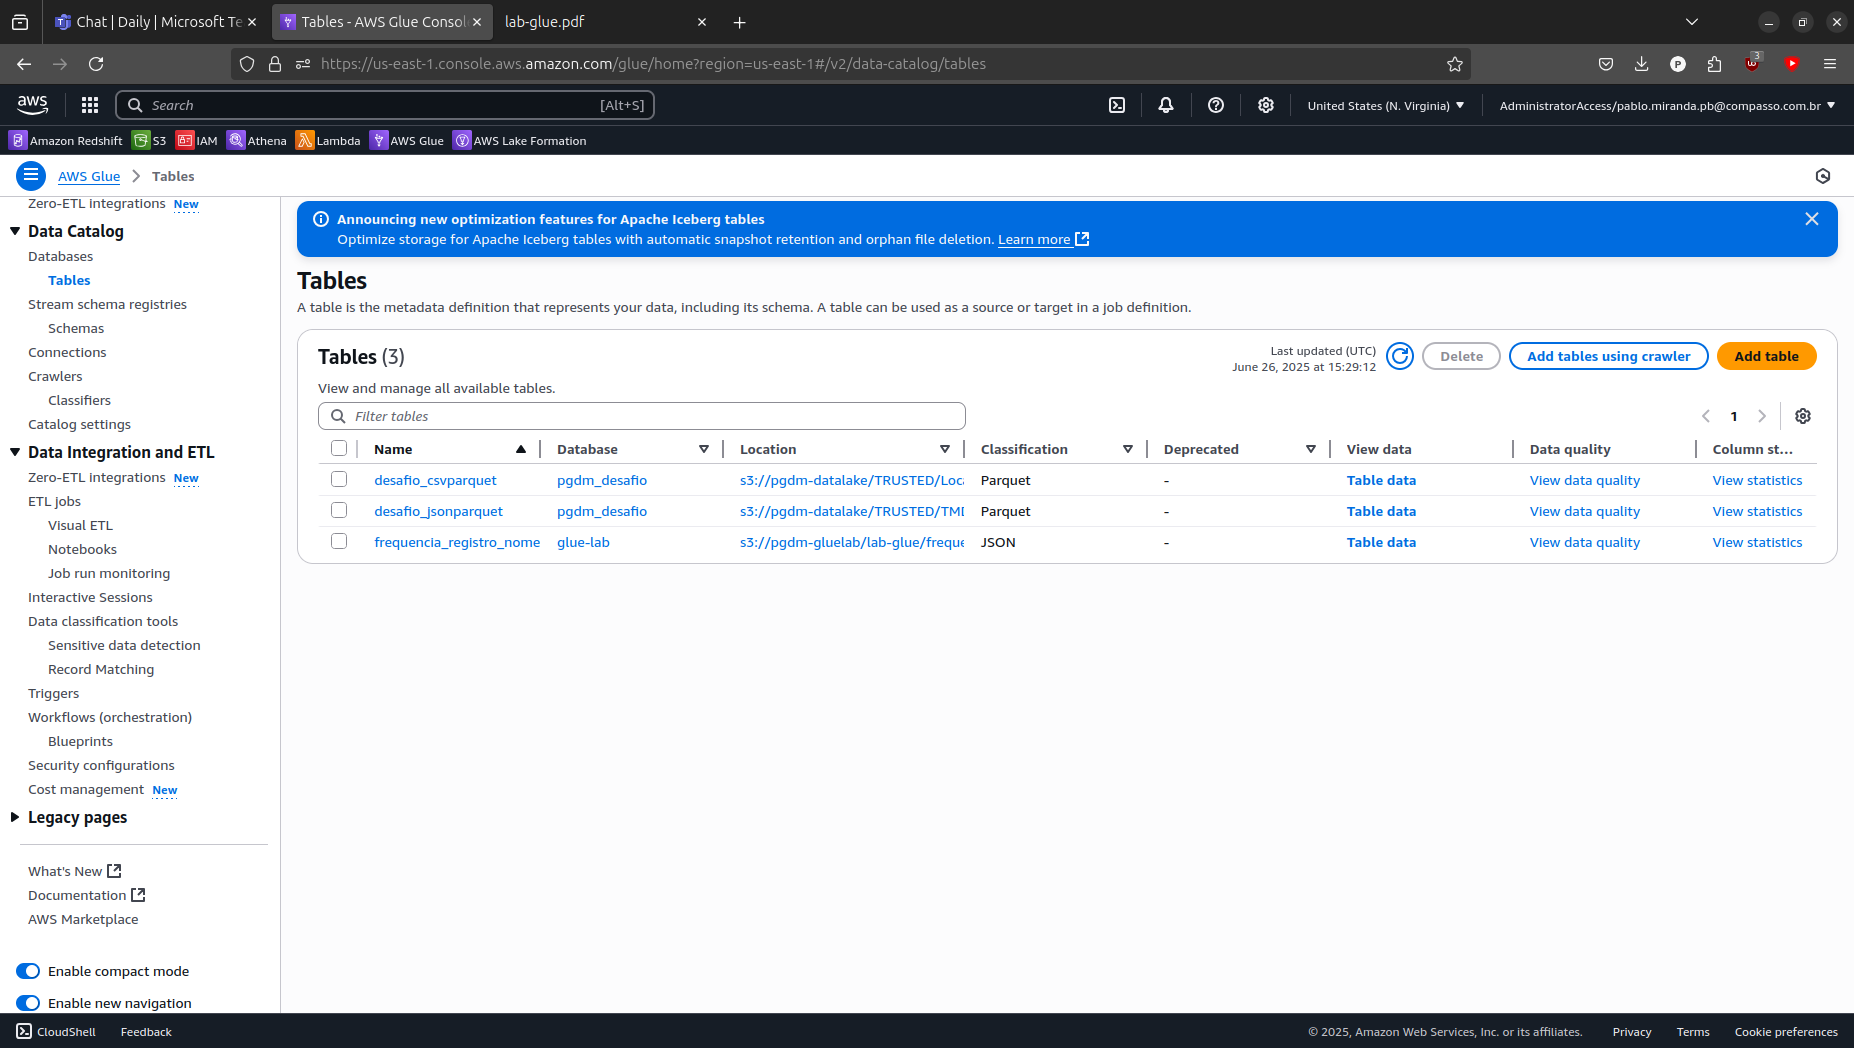 Chat | Daily | Microsoft Te
Tables - AWS Glue Consol
lab-glue.pdf
https://us-east-1.console.aws.amazon.com/glue/home?region=us-east-1#/v2/data-catalog/tables
3
aws
Search
[Alt+S]
United States (N. Virginia)
AdministratorAccess/pablo.miranda.pb@compasso.com.br
Amazon Redshift
S3
IAM
Athena
Lambda
AWS Glue
AWS Lake Formation
AWS Glue
Tables
Zero-ETL integrations New
Data Catalog
Databases
Tables
Stream schema registries
Schemas
Connections
Crawlers
Classifiers
Catalog settings
Data Integration and ETL
Zero-ETL integrations New
ETL jobs
Visual ETL
Notebooks
Job run monitoring
Interactive Sessions
Data classification tools
Sensitive data detection
Record Matching
Triggers
Workflows (orchestration)
Blueprints
Security configurations
Cost management New
Legacy pages
What's New
Documentation
AWS Marketplace
Enable compact mode
Enable new navigation
Announcing new optimization features for Apache Iceberg tables
Optimize storage for Apache Iceberg tables with automatic snapshot retention and orphan file deletion. Learn more
Tables
A table is the metadata definition that represents your data, including its schema. A table can be used as a source or target in a job definition.
Tables (3)
Last updated (UTC)
June 26, 2025 at 15:29:12
Delete
Add tables using crawler
Add table
View and manage all available tables.
Filter tables
1
Name Database Location Classification Deprecated View data Data quality Column st...
desafio_csvparquet pgdm_desafio s3://pgdm-datalake/TRUSTED/Loc Parquet - Table data View data quality View statistics
desafio_jsonparquet pgdm_desafio s3://pgdm-datalake/TRUSTED/TM Parquet - Table data View data quality View statistics
frequencia_registro_nome glue-lab s3://pgdm-gluelab/lab-glue/freque JSON - Table data View data quality View statistics
CloudShell
Feedback
© 2025, Amazon Web Services, Inc. or its affiliates.
Privacy
Terms
Cookie preferences